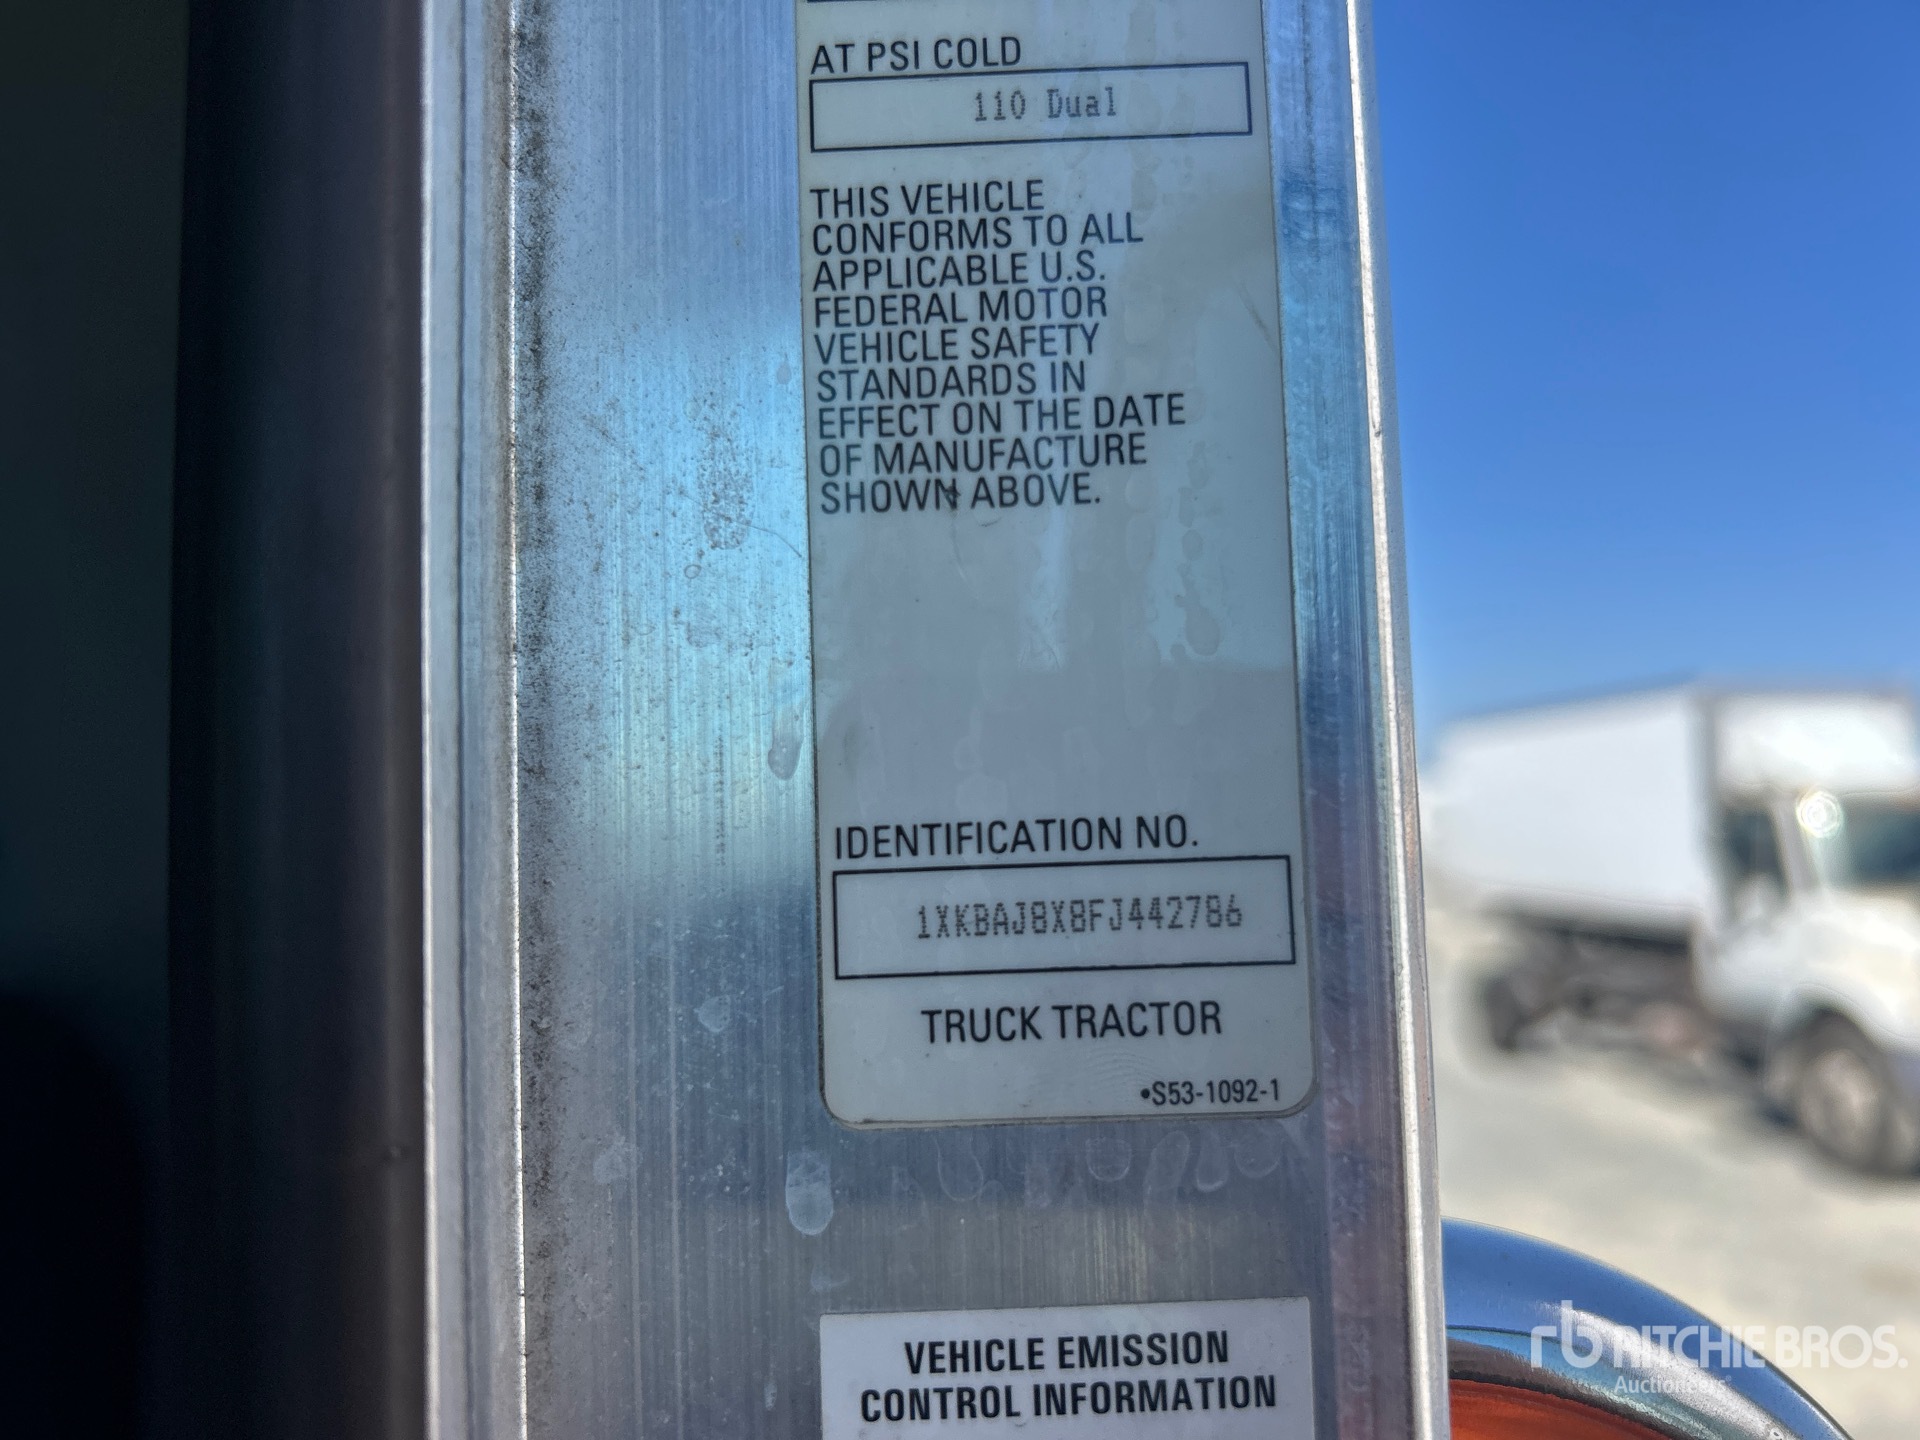 AT PSI COLD
110 Dual
THIS VEHICLE
CONFORMS TO ALL
APPLICABLE U.S.
FEDERAL MOTOR
VEHICLE SAFETY
STANDARDS IN
EFFECT ON THE DATE
OF MANUFACTURE
SHOWN ABOVE.
IDENTIFICATION NO.
1XKBAJ8X8FJ442786
TRUCK TRACTOR
•S53-1092-1
VEHICLE EMISSION
CONTROL INFORMATION
rb RITCHIE BROS.
Auctioneers